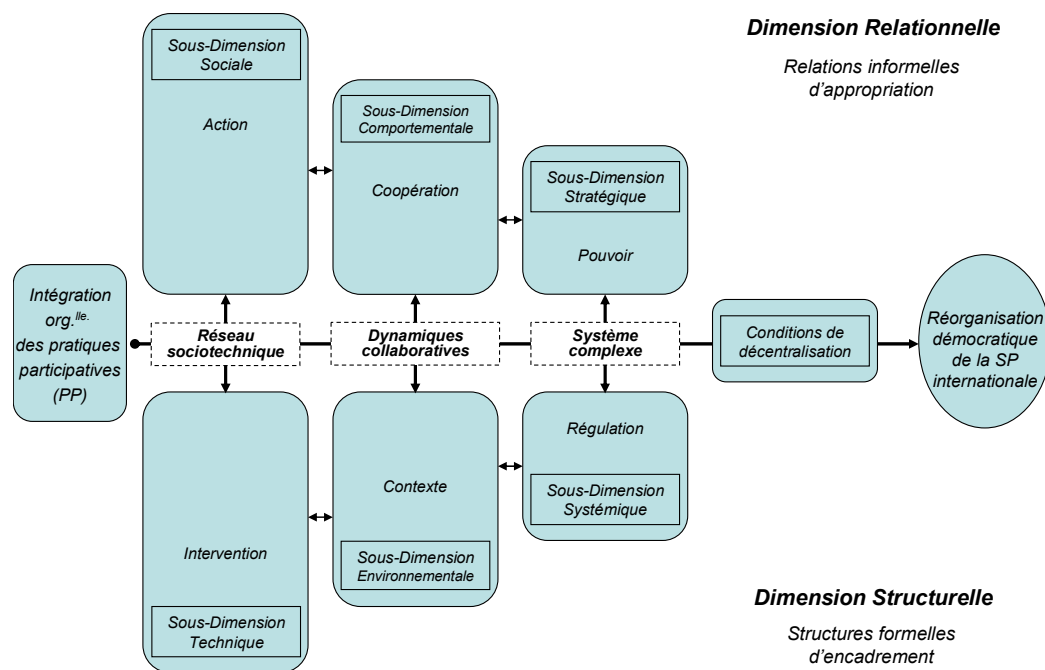 Dimension Relationnelle
Relations informelles
d'appropriation
Sous-Dimension
Sociale
Action
Sous-Dimension
Comportementale
Coopération
Sous-Dimension
Stratégique
Pouvoir
Intégration
org.lle.
des pratiques
participatives
(PP)
Réseau
sociotechnique
Dynamiques
collaboratives
Système
complexe
Conditions de
décentralisation
Réorganisation
démocratique
de la SP
internationale
Intervention
Sous-Dimension
Technique
Contexte
Sous-Dimension
Environnementale
Régulation
Sous-Dimension
Systémique
Dimension Structurelle
Structures formelles
d'encadrement